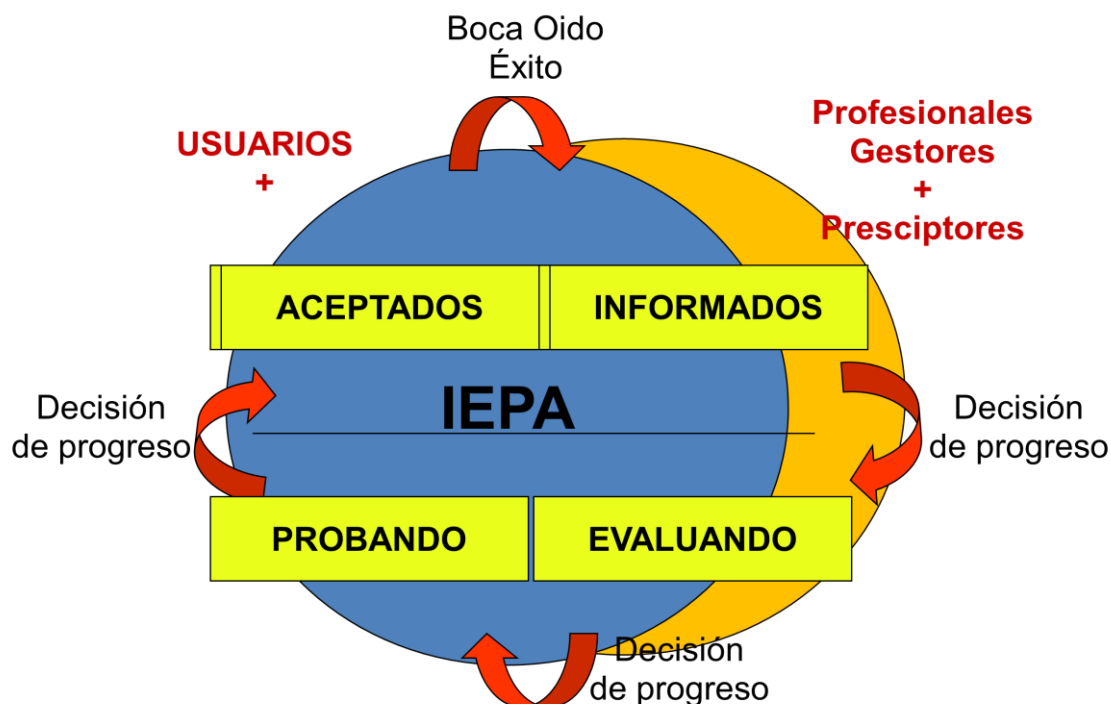 Boca Oido
Éxito
USUARIOS
+
Profesionales
Gestores
+
Presciptores
ACEPTADOS
INFORMADOS
IEPA
Decisión
de progreso
Decisión
de progreso
PROBANDO
EVALUANDO
Decisión
de progreso